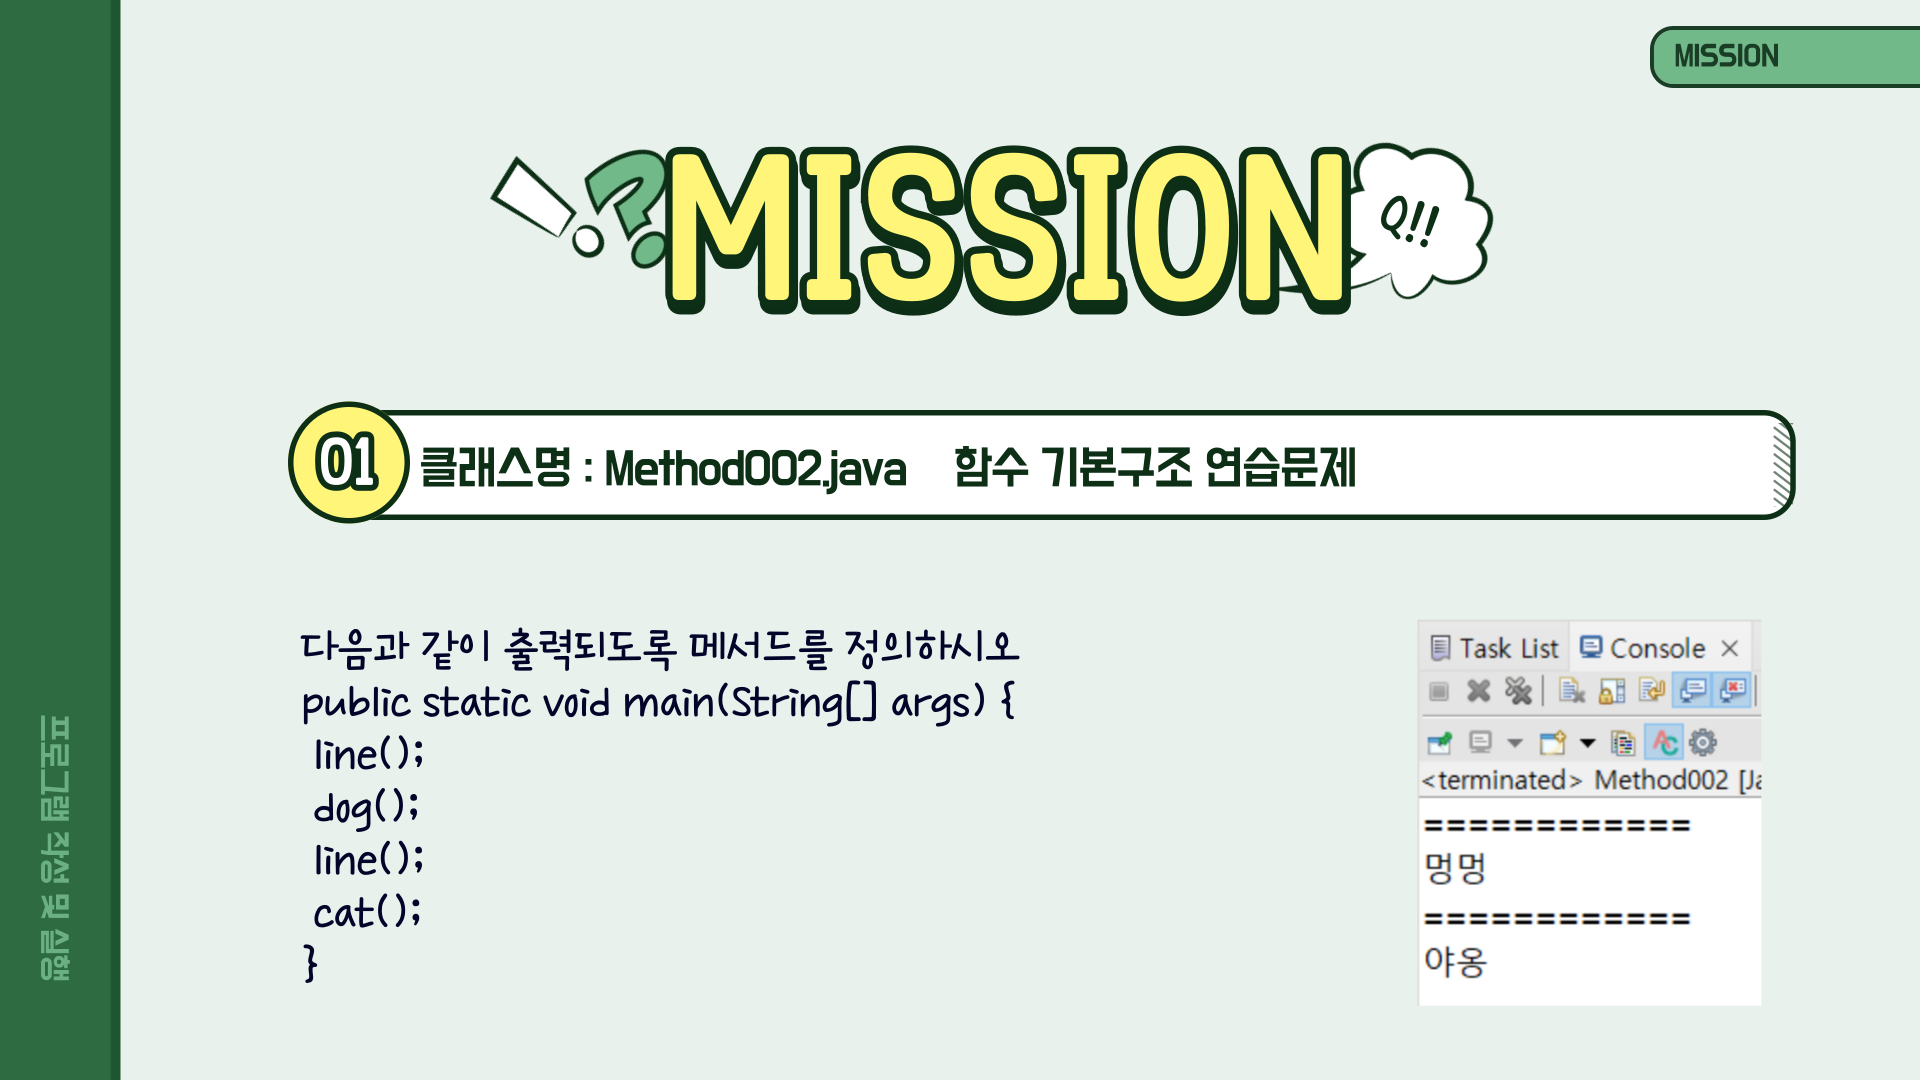 MISSION
MISSION
Q!!
01 클래스명 : Method002.java 함수 기본구조 연습문제
다음과 같이 출력되도록 메서드를 정의하시오
public static void main(String[] args) {
line();
dog();
line();
cat();
}
Task List Console
<terminated> Method002 [Ja
============
멍멍
============
야옹
프로그램 작성 및 실행